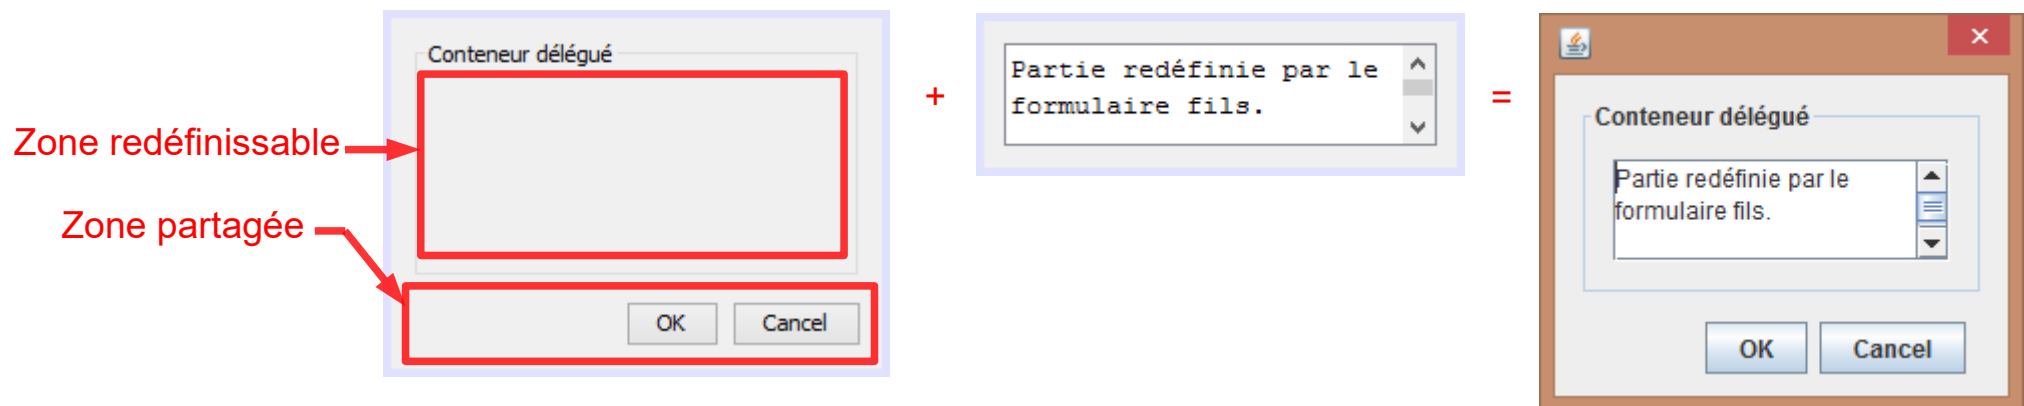 Zone redéfinissable
Zone partagée
Conteneur délégué
OK
Cancel
+
Partie redéfinie par le
formulaire fils.
=
Conteneur délégué
Partie redéfinie par le
formulaire fils.
OK
Cancel